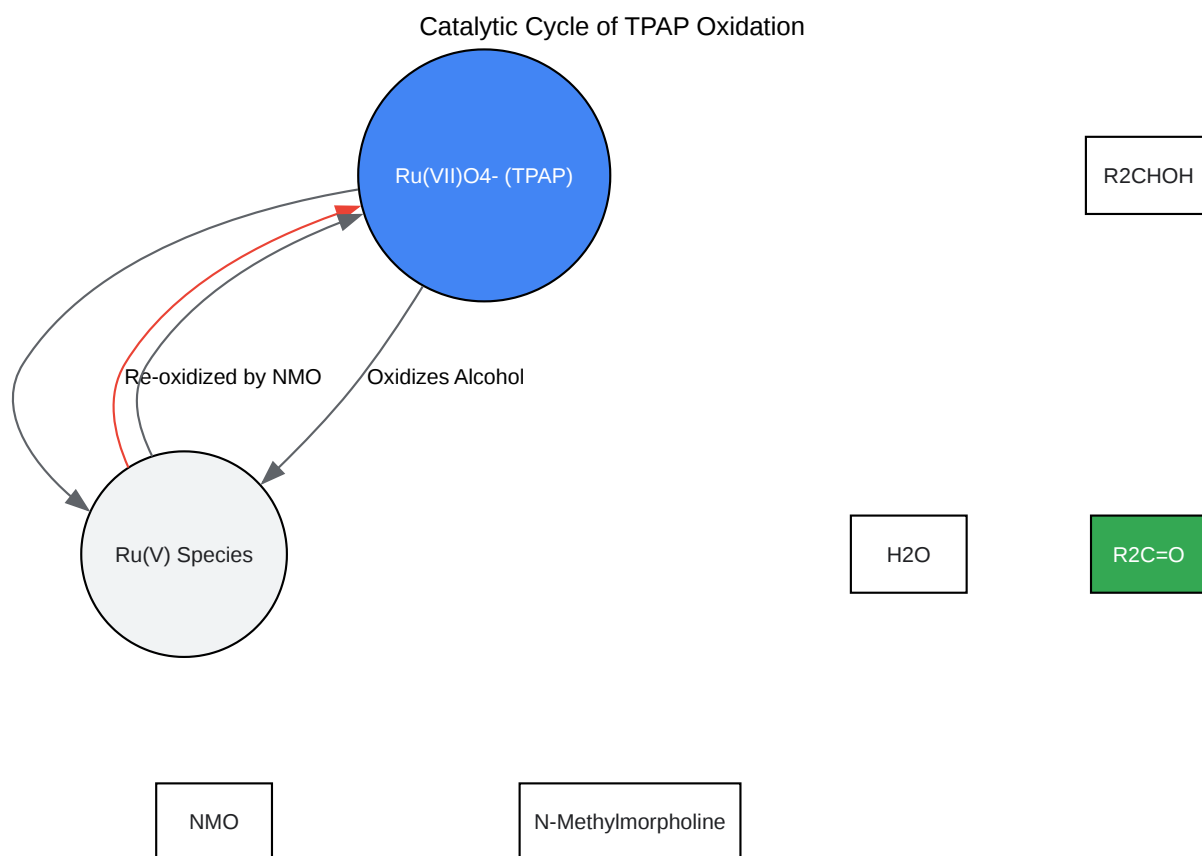 Catalytic Cycle of TPAP Oxidation
Ru(VII)O4- (TPAP)
R2CHOH
Re-oxidized by NMO
Oxidizes Alcohol
Ru(V) Species
H2O
R2C=O
NMO
N-Methylmorpholine